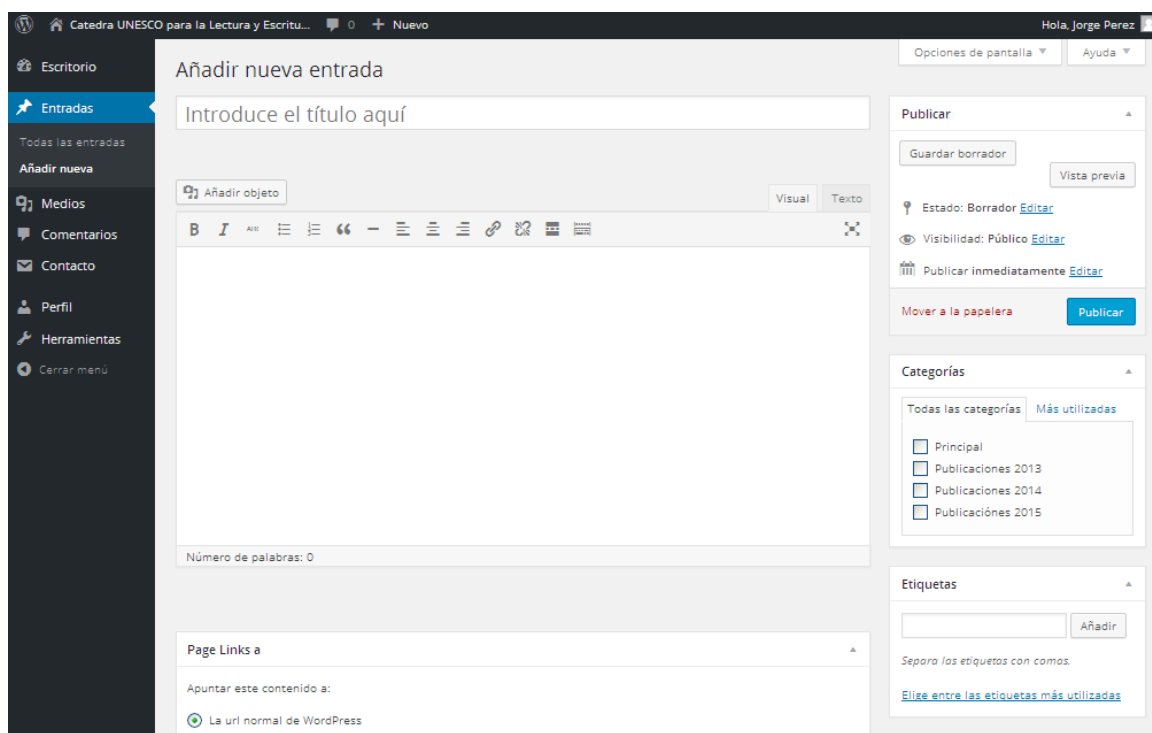 Catedra UNESCO para la Lectura y Escritu... 0 + Nuevo
Hola, Jorge Perez
Opciones de pantalla
Ayuda
Escritorio
Entradas
Todas las entradas
Añadir nueva
Medios
Comentarios
Contacto
Perfil
Herramientas
Cerrar menú
Añadir nueva entrada
Introduce el título aquí
Añadir objeto
Visual
Texto
B I ABC
Número de palabras: 0
Page Links a
Apuntar este contenido a:
La url normal de WordPress
Publicar
Guardar borrador
Vista previa
Estado: Borrador Editar
Visibilidad: Público Editar
Publicar inmediatamente Editar
Mover a la papelera
Publicar
Categorías
Todas las categorías
Más utilizadas
Principal
Publicaciones 2013
Publicaciones 2014
Publicaciónes 2015
Etiquetas
Añadir
Separa las etiquetas con comas.
Elige entre las etiquetas más utilizadas